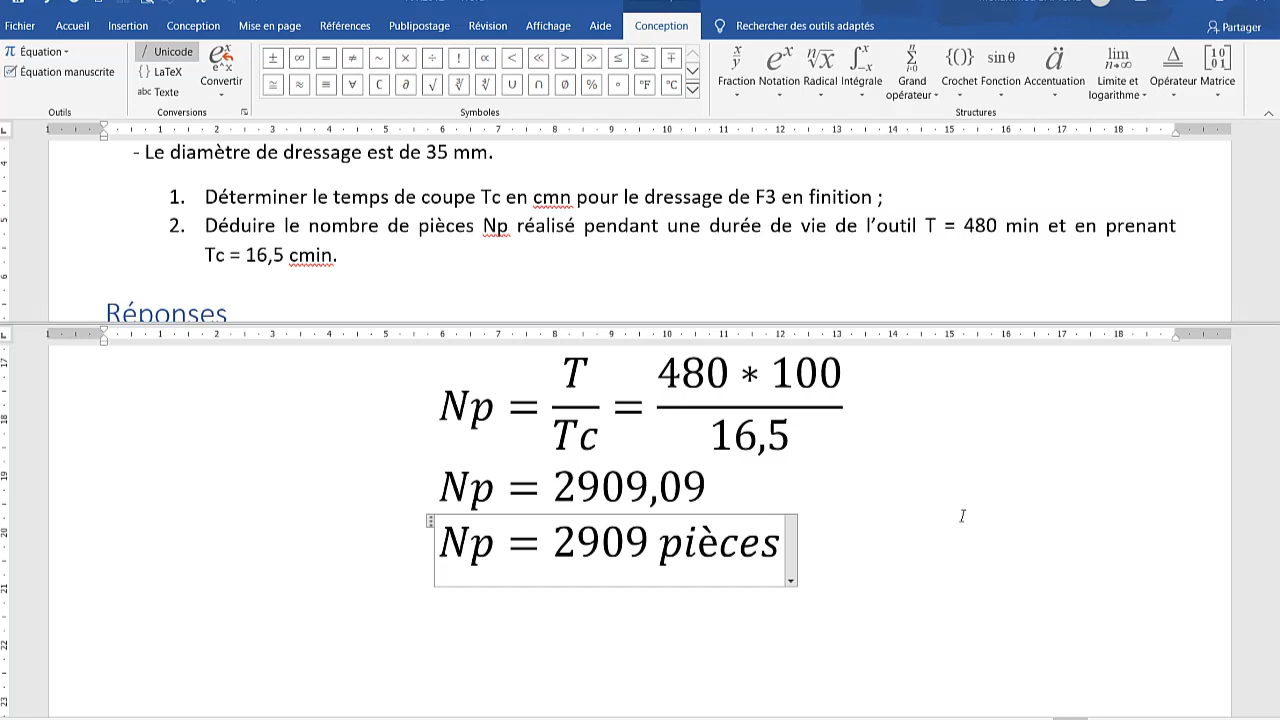 Fichier Accueil Insertion Conception Mise en page Références Publipostage Révision Affichage Aide Conception Rechercher des outils adaptés Partager
π Équation
Équation manuscrite
Outils
Unicode
{ } LaTeX
abc Texte
Convertir
Conversions
± ∞ = ≠ ~ × ÷ ! ∝ < ≪ > ≫ ≤ ≥ ∓
≅ ≈ ≡ ∀ ∁ ∂ √ ∛ ∜ ∪ ∩ ∅ % ° °F °C
Symboles
Fraction Notation Radical Intégrale Grand opérateur Crochet Fonction Accentuation Limite et logarithme Opérateur Matrice
Structures
- Le diamètre de dressage est de 35 mm.
1. Déterminer le temps de coupe Tc en cmn pour le dressage de F3 en finition ;
2. Déduire le nombre de pièces Np réalisé pendant une durée de vie de l'outil T = 480 min et en prenant
Tc = 16,5 cmin.
Réponses
Np = T / Tc = 480 ∗ 100 / 16,5
Np = 2909,09
Np = 2909 pièces